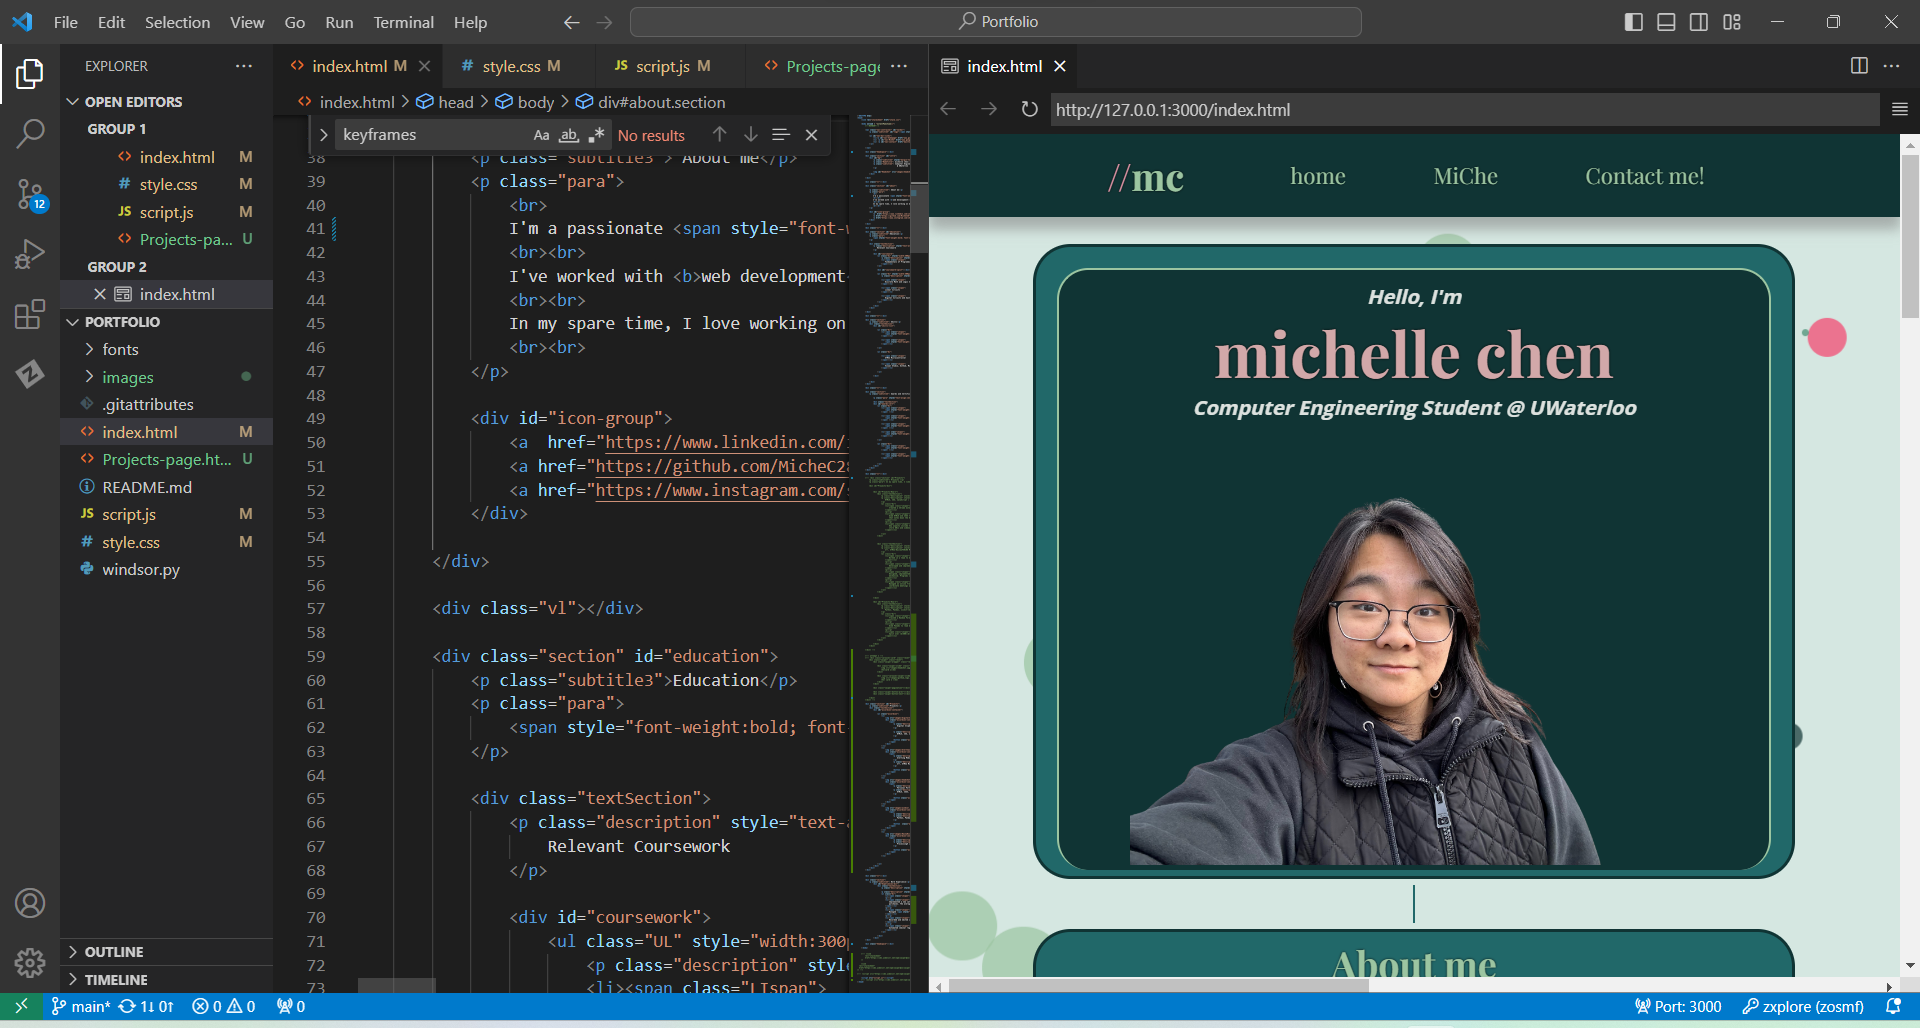 File Edit Selection View Go Run Terminal Help
Portfolio
EXPLORER
OPEN EDITORS
GROUP 1
index.html M
style.css M
script.js M
Projects-pa... U
GROUP 2
index.html
PORTFOLIO
fonts
images
.gitattributes
index.html M
Projects-page.ht... U
README.md
script.js M
style.css M
windsor.py
OUTLINE
TIMELINE
12
index.html M
style.css M
script.js M
Projects-page
index.html > head > body > div#about.section
keyframes
Aa ab, .* No results
38 <p class="subtitle3"> About me</p>
39 <p class="para">
40 <br>
41 I'm a passionate <span style="font-w
42 <br><br>
43 I've worked with <b>web development
44 <br><br>
45 In my spare time, I love working on
46 <br><br>
47 </p>
48
49 <div id="icon-group">
50 <a  href="https://www.linkedin.com/
51 <a href="https://github.com/MicheC28
52 <a href="https://www.instagram.com/
53 </div>
54
55 </div>
56
57 <div class="vl"></div>
58
59 <div class="section" id="education">
60 <p class="subtitle3">Education</p>
61 <p class="para">
62 <span style="font-weight:bold; font
63 </p>
64
65 <div class="textSection">
66 <p class="description" style="text-a
67 Relevant Coursework
68 </p>
69
70 <div id="coursework">
71 <ul class="UL" style="width:300p
72 <p class="description" style
73 <li><span class="LIspan">
index.html
http://127.0.0.1:3000/index.html
//mc home MiChe Contact me!
Hello, I'm
michelle chen
Computer Engineering Student @ UWaterloo
About me
main* 1↓ 0↑ 0 0 0
Port: 3000 zxplore (zosmf)